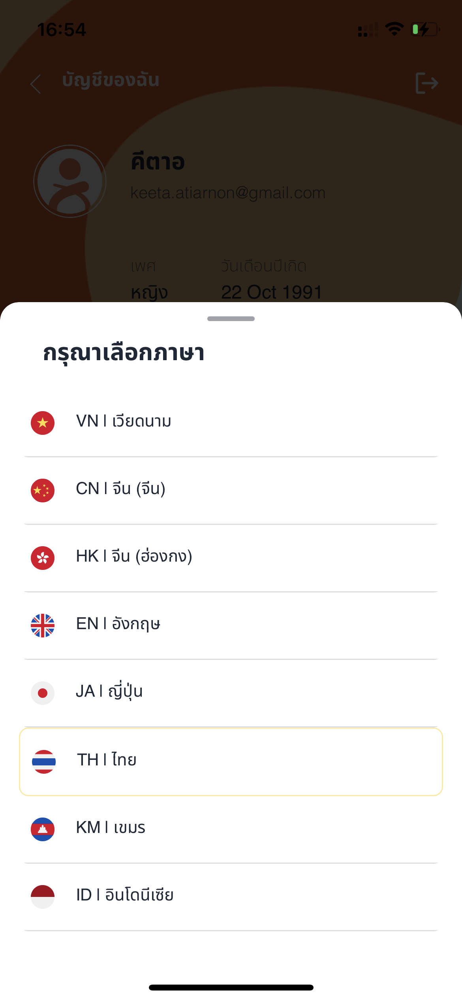 16:54
บัญชีของฉัน
คีตาอ
keeta.atiarnon@gmail.com
เพศ
วันเดือนปีเกิด
หญิง
22 Oct 1991
กรุณาเลือกภาษา
VN | เวียดนาม
CN | จีน (จีน)
HK | จีน (ฮ่องกง)
EN | อังกฤษ
JA | ญี่ปุ่น
TH | ไทย
KM | เขมร
ID | อินโดนีเซีย